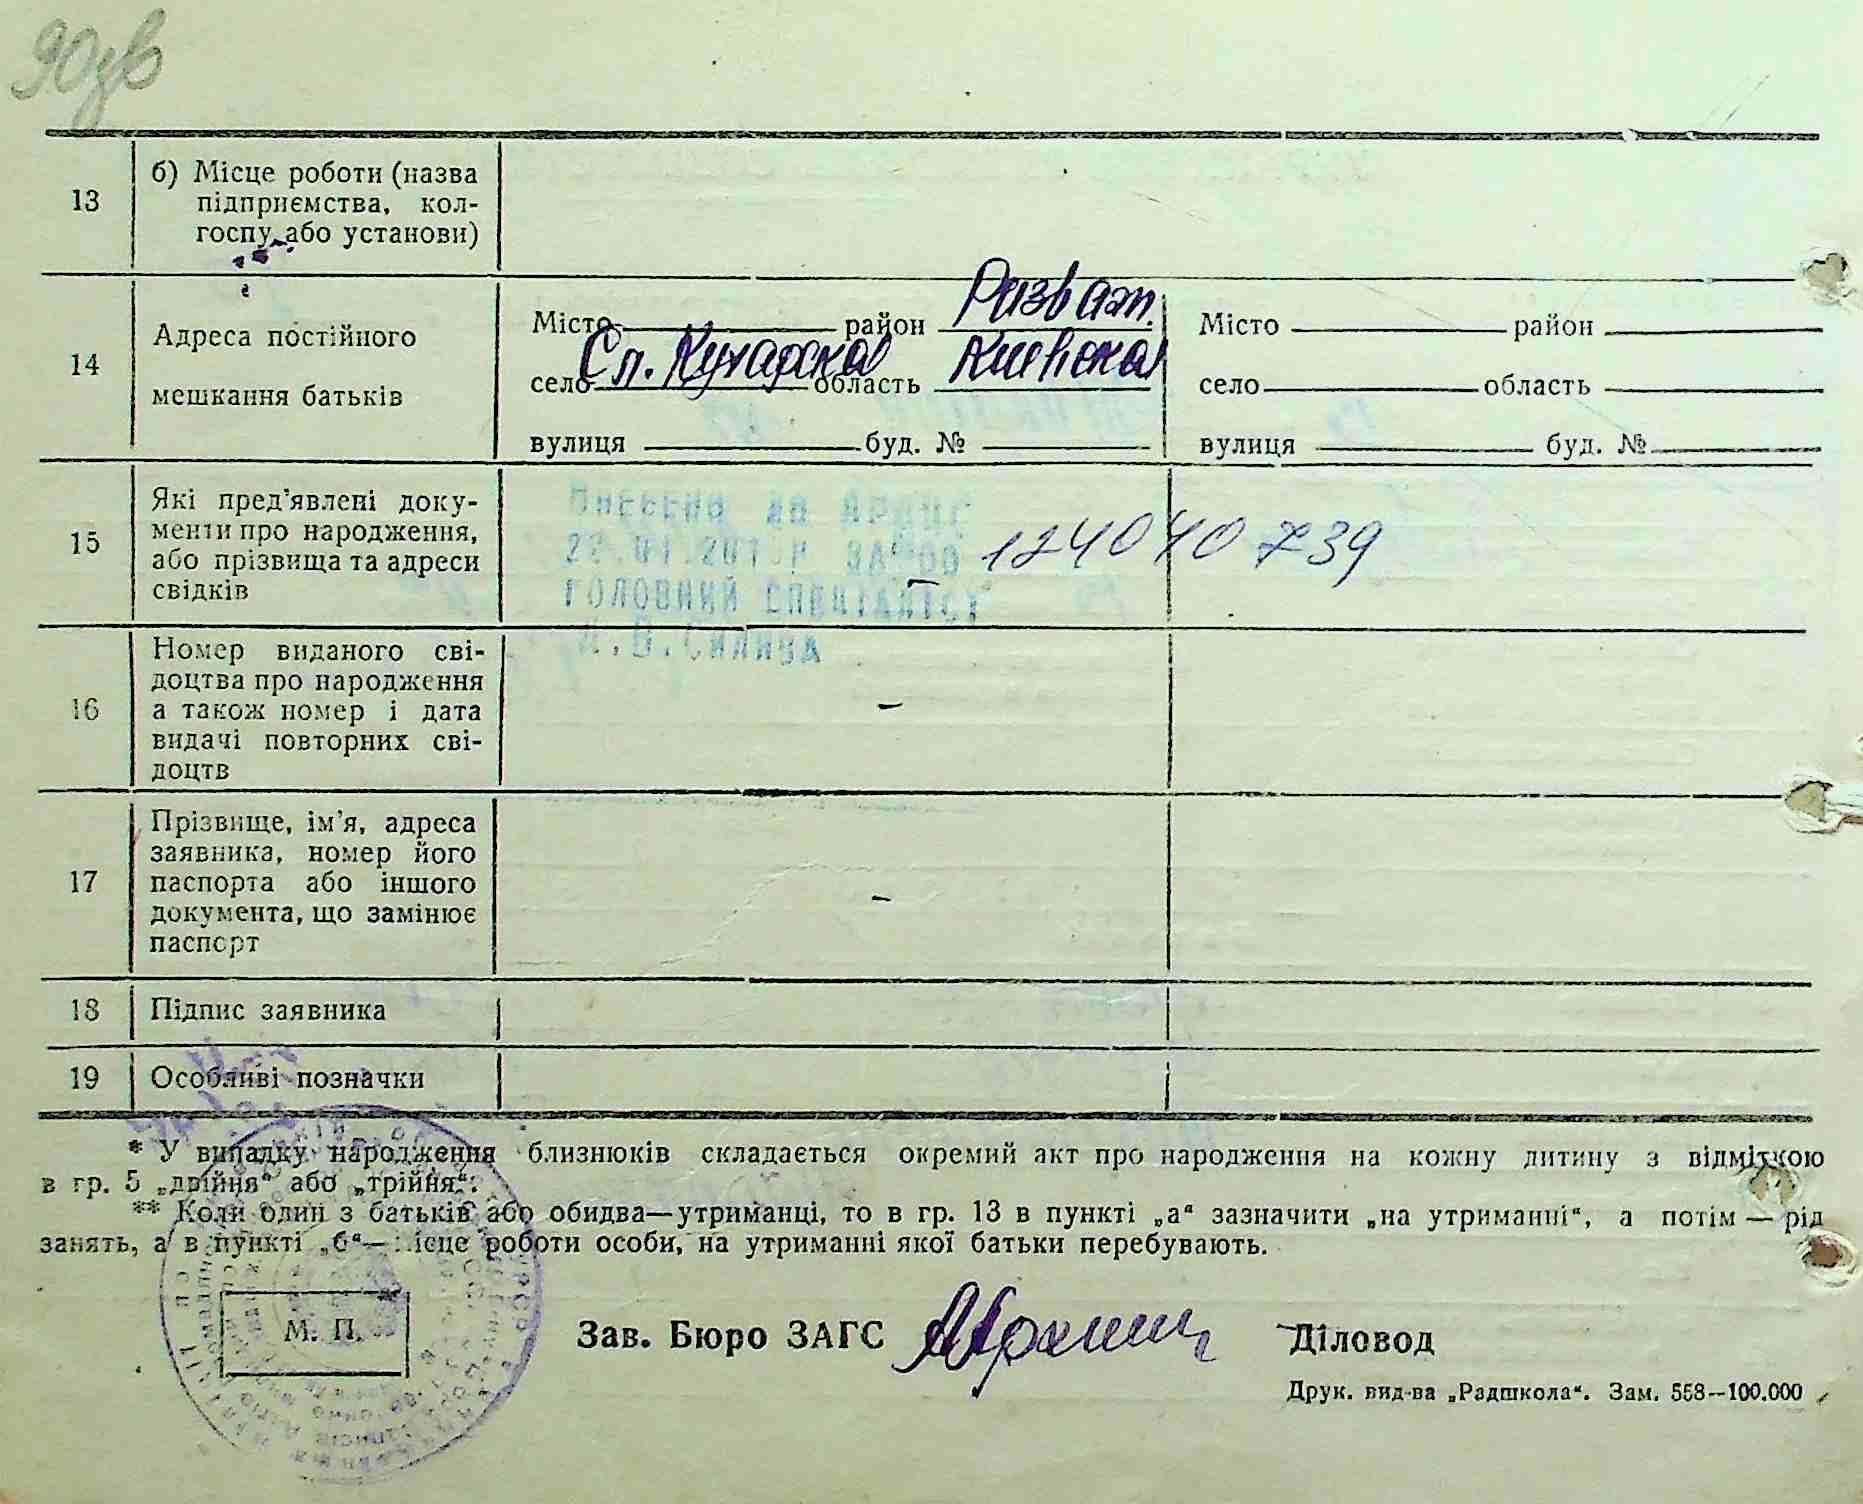 90зв
13
б) Місце роботи (назва
підприємства, кол-
госпу або установи)
14
Адреса постійного
мешкання батьків
Місто район Разваж.
село Сл. Кухарская область Киевская
вулиця буд. №
Місто район
село область
вулиця буд. №
15
Які пред'явлені доку-
менти про народження,
або прізвища та адреси
свідків
Внесено до
ГОЛОВНИЙ СПЕЦІАЛІСТ
124040739
16
Номер виданого сві-
доцтва про народження
а також номер і дата
видачі повторних сві-
доцтв
-
17
Прізвище, ім'я, адреса
заявника, номер його
паспорта або іншого
документа, що замінює
паспорт
-
18
Підпис заявника
19
Особливі позначки
* У випадку народження близнюків складається окремий акт про народження на кожну дитину з відміткою
в гр. 5 „двійня“ або „трійня“.
** Коли один з батьків або обидва—утриманці, то в гр. 13 в пункті „а“ зазначити „на утриманні“, а потім — рід
занять, а в пункті „б“—місце роботи особи, на утриманні якої батьки перебувають.
М. П.
Зав. Бюро ЗАГС
Діловод
Друк. вид-ва „Радшкола“. Зам. 558—100.000